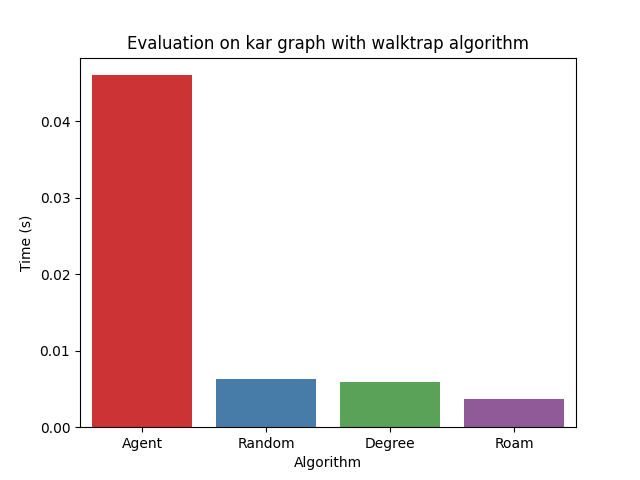 Evaluation on kar graph with walktrap algorithm
0.04
0.03
0.02
0.01
0.00
Time (s)
Agent Random Degree Roam
Algorithm